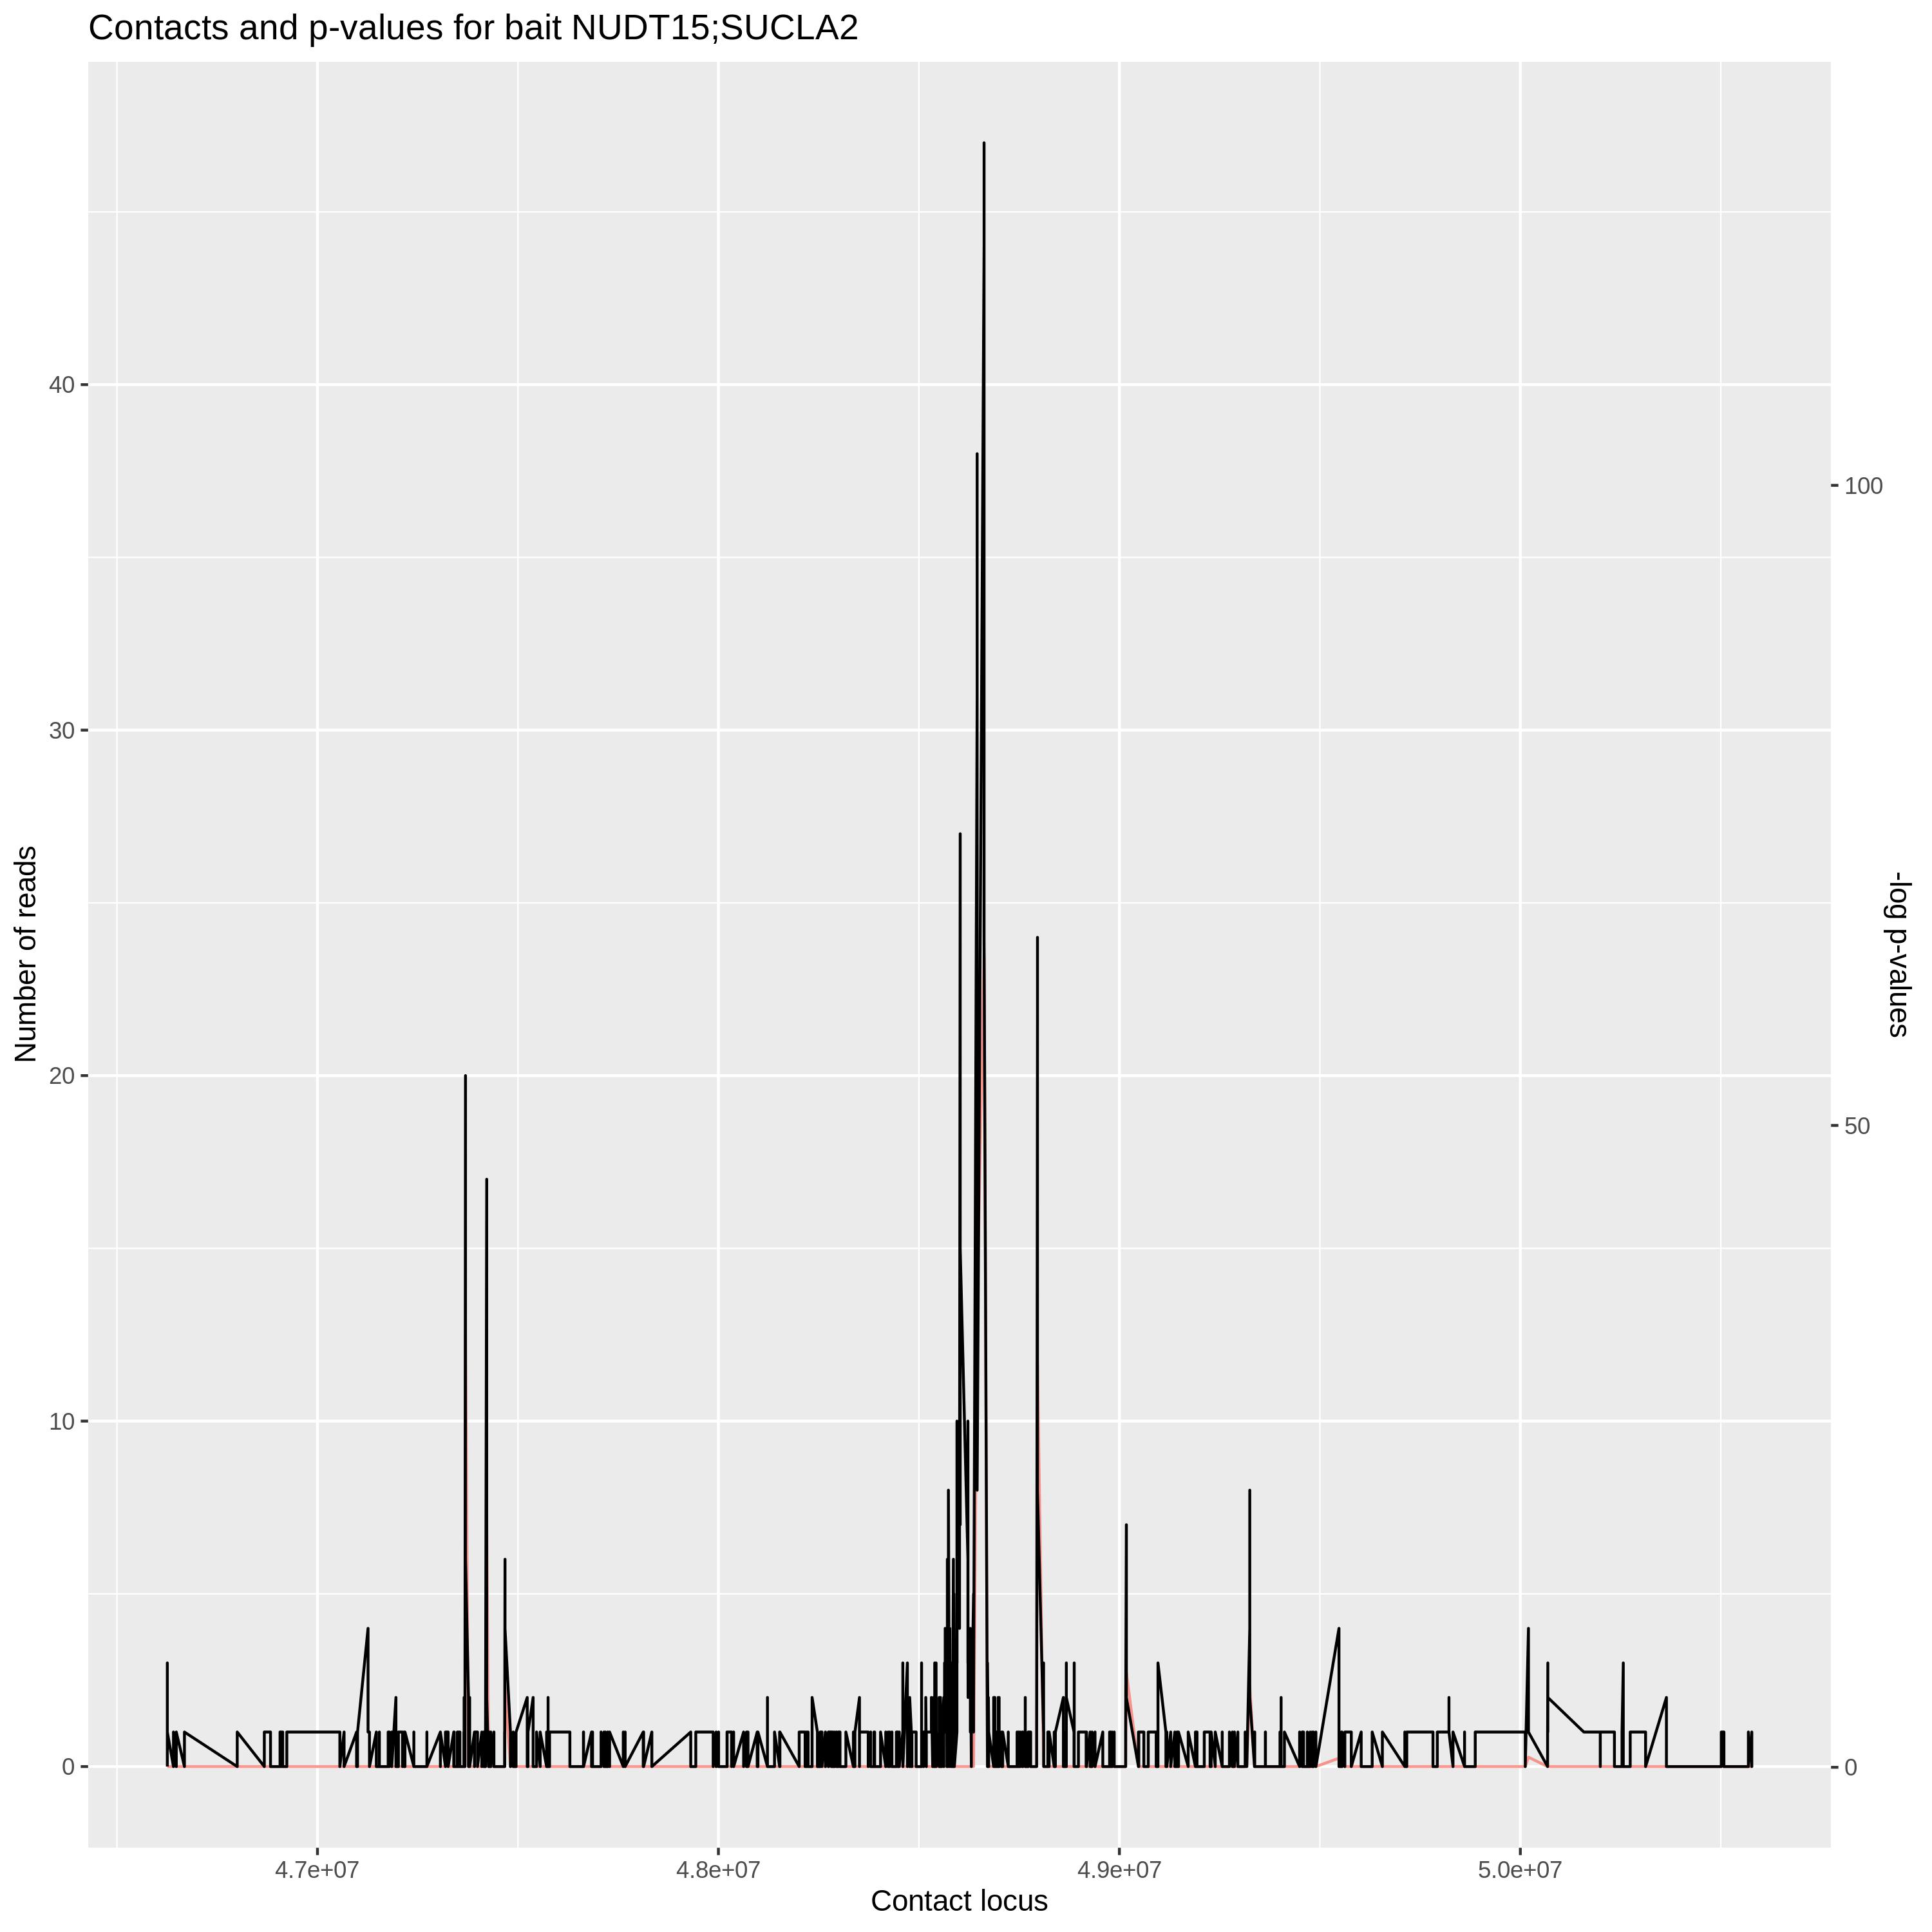 Contacts and p-values for bait NUDT15;SUCLA2
Number of reads
40
30
20
10
0
100
50
0
-log p-values
4.7e+07
4.8e+07
4.9e+07
5.0e+07
Contact locus